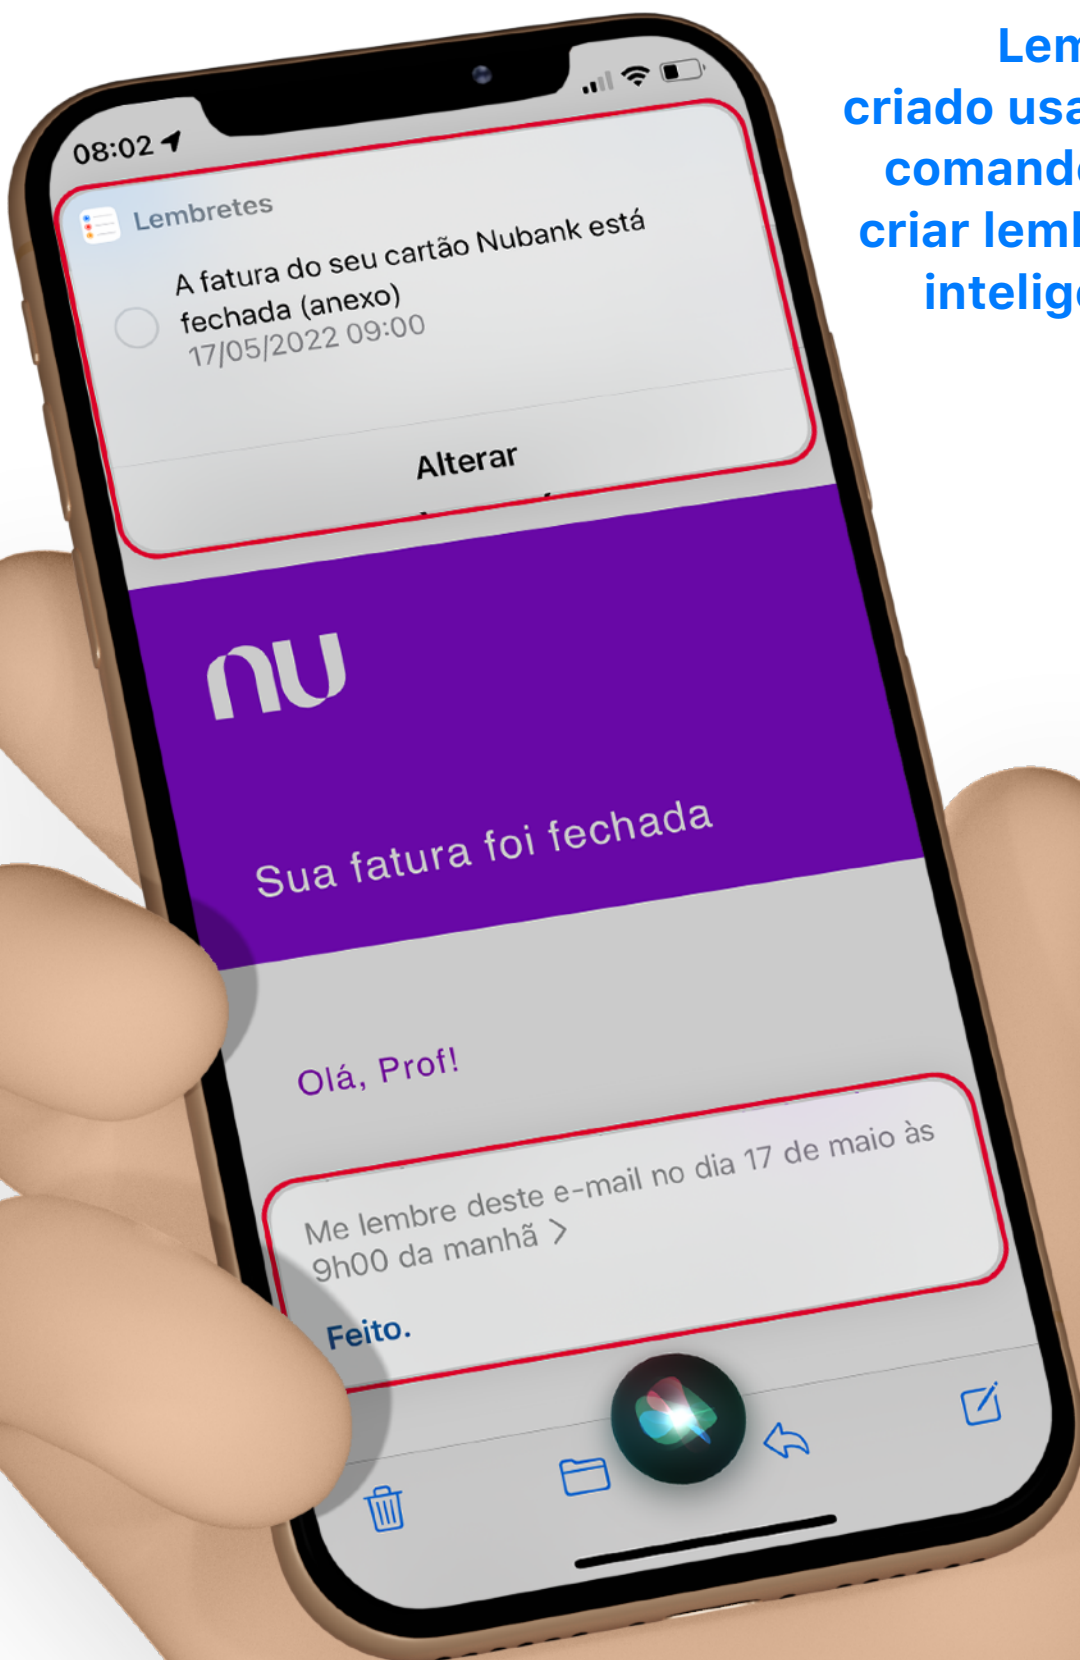 criado
08:02
Lembretes
A fatura do seu cartão Nubank está
fechada (anexo)
17/05/2022 09:00
Alterar
nu
Sua fatura foi fechada
Olá, Prof!
Me lembre deste e-mail no dia 17 de maio às
9h00 da manhã >
Feito.
criar